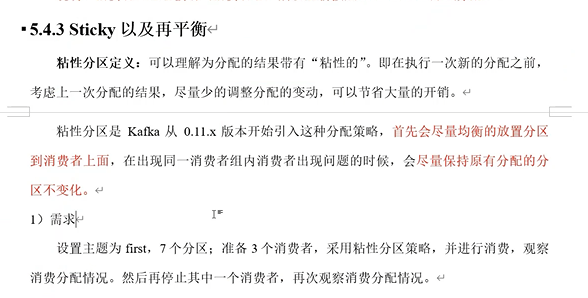 5.4.3 Sticky 以及再平衡
粘性分区定义：可以理解为分配的结果带有“粘性的”。即在执行一次新的分配之前，
考虑上一次分配的结果，尽量少的调整分配的变动，可以节省大量的开销。
粘性分区是 Kafka 从 0.11.x 版本开始引入这种分配策略，首先会尽量均衡的放置分区
到消费者上面，在出现同一消费者组内消费者出现问题的时候，会尽量保持原有分配的分
区不变化。
1）需求
设置主题为 first，7 个分区；准备 3 个消费者，采用粘性分区策略，并进行消费，观察
消费分配情况。然后再停止其中一个消费者，再次观察消费分配情况。